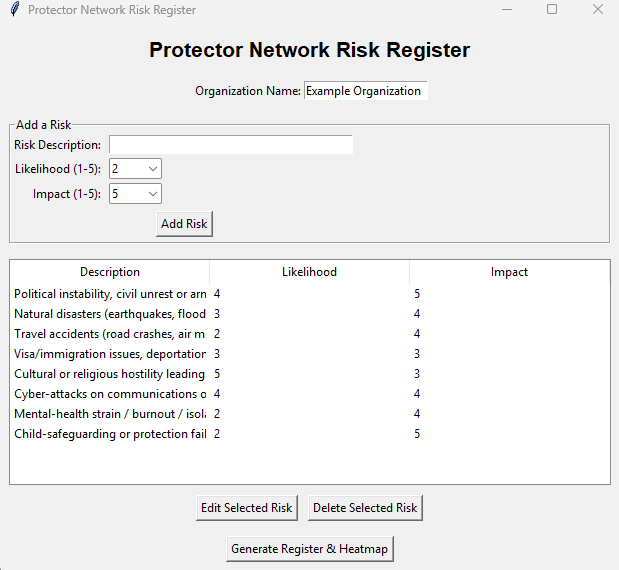 Protector Network Risk Register
Protector Network Risk Register
Organization Name: Example Organization
Add a Risk
Risk Description:
Likelihood (1-5): 2
Impact (1-5): 5
Add Risk
Description Likelihood Impact
Political instability, civil unrest or arn 4 5
Natural disasters (earthquakes, flood 3 4
Travel accidents (road crashes, air m 2 4
Visa/immigration issues, deportation 3 3
Cultural or religious hostility leading 5 3
Cyber-attacks on communications o 4 4
Mental-health strain / burnout / isola 2 4
Child-safeguarding or protection fail 2 5
Edit Selected Risk Delete Selected Risk
Generate Register & Heatmap